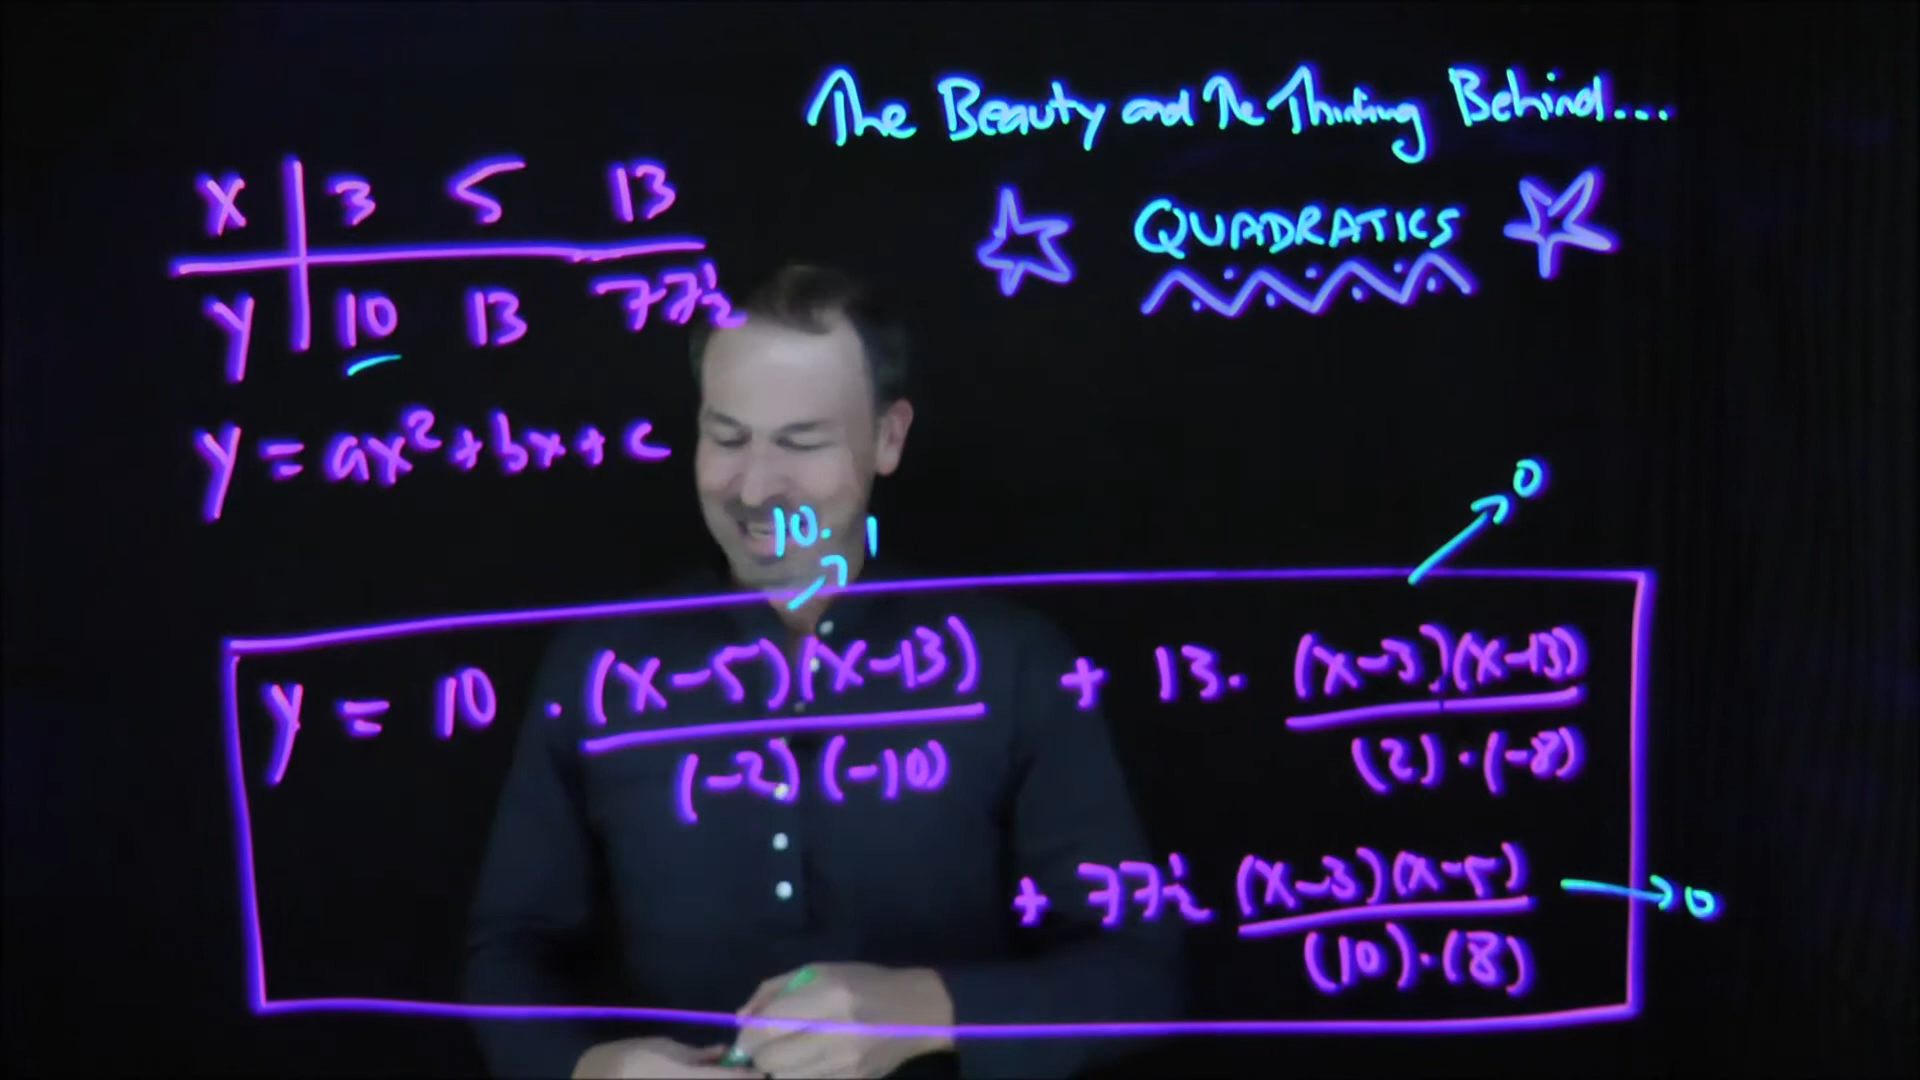 The Beauty and The Thinking Behind...
QUADRATICS
x | 3 5 13
y | 10 13 77½
y = ax² + bx + c
10. 1
0
y = 10 · (x-5)(x-13) / (-2)(-10) + 13 · (x-3)(x-13) / (2)·(-8)
+ 77½ (x-3)(x-5) / (10)·(8) → 0